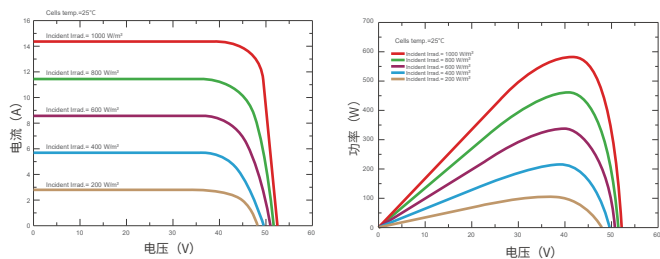 Cells temp.=25℃
Incident Irrad.= 1000 W/m²
Incident Irrad.= 800 W/m²
Incident Irrad.= 600 W/m²
Incident Irrad.= 400 W/m²
Incident Irrad.= 200 W/m²
16
14
12
10
8
6
4
2
0
电流（A）
0 10 20 30 40 50 60
电压（V）
Cells temp.=25℃
Incident Irrad.= 1000 W/m²
Incident Irrad.= 800 W/m²
Incident Irrad.= 600 W/m²
Incident Irrad.= 400 W/m²
Incident Irrad.= 200 W/m²
700
600
500
400
300
200
100
0
功率（W）
0 10 20 30 40 50 60
电压（V）